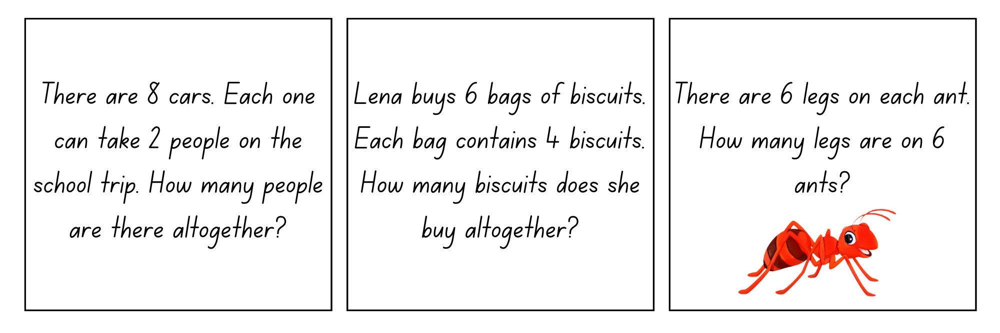 There are 8 cars. Each one
can take 2 people on the
school trip. How many people
are there altogether?
Lena buys 6 bags of biscuits.
Each bag contains 4 biscuits.
How many biscuits does she
buy altogether?
There are 6 legs on each ant.
How many legs are on 6
ants?